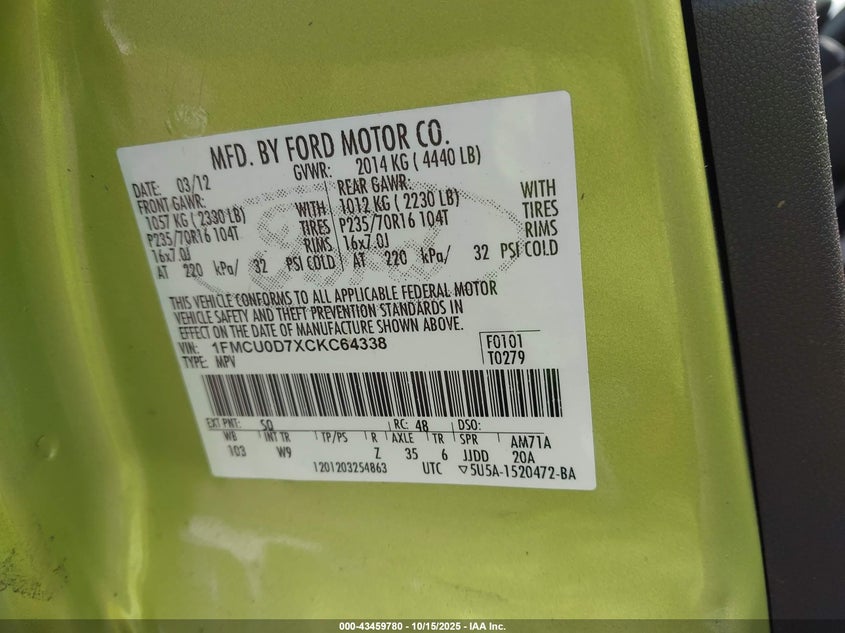 MFD. BY FORD MOTOR CO.
DATE: 03/12 GVWR: 2014 KG ( 4440 LB)
FRONT GAWR: REAR GAWR:
1057 KG ( 2330 LB) WITH 1012 KG ( 2230 LB) WITH
P235/70R16 104T TIRES P235/70R16 104T TIRES
16x7.0J RIMS 16x7.0J RIMS
AT 220 kPa/ 32 PSI COLD AT 220 kPa/ 32 PSI COLD
THIS VEHICLE CONFORMS TO ALL APPLICABLE FEDERAL MOTOR
VEHICLE SAFETY AND THEFT PREVENTION STANDARDS IN
EFFECT ON THE DATE OF MANUFACTURE SHOWN ABOVE.
VIN: 1FMCU0D7XCKC64338 F0101
TYPE: MPV T0279
EXT PNT: SQ RC: 48 DSO:
WB INT TR TP/PS R AXLE TR SPR AM71A
103 W9 Z 35 6 JJDD 20A
1201203254863 UTC ▽5U5A-1520472-BA
000-43459780 - 10/15/2025 - IAA Inc.